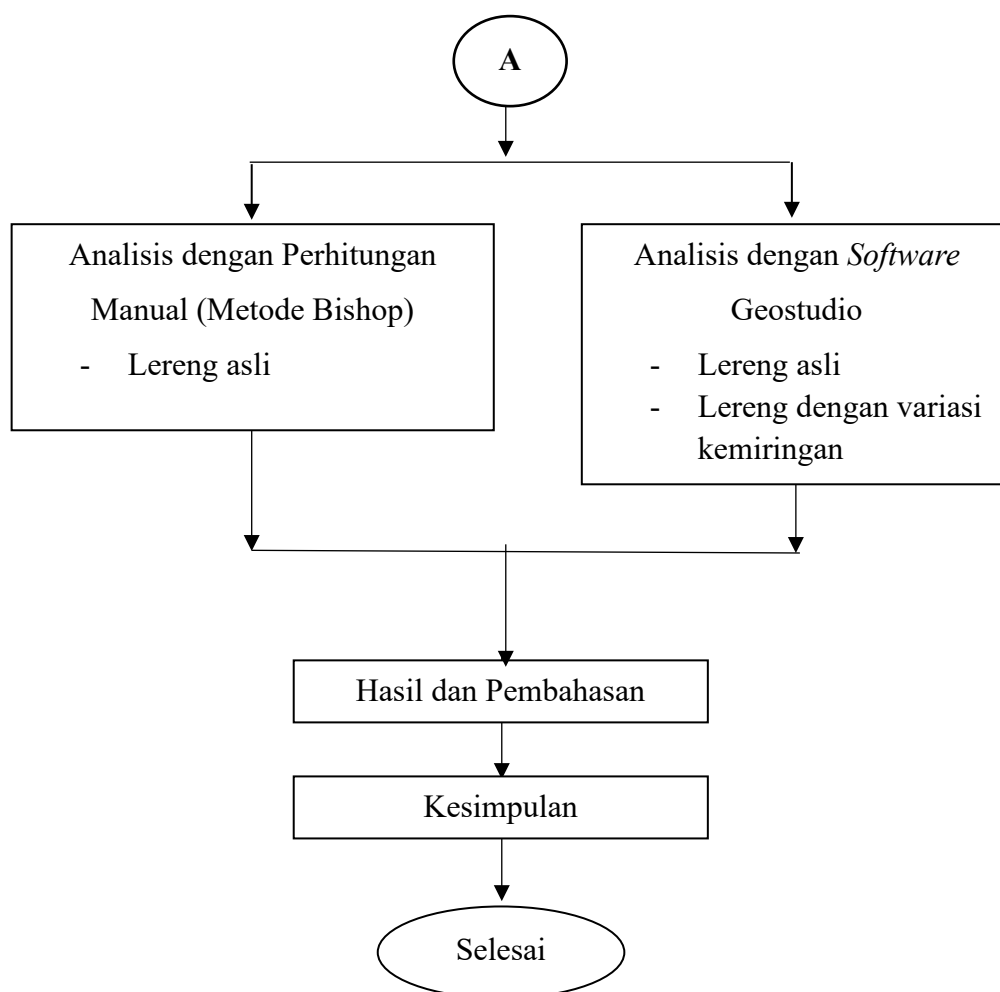 A
Analisis dengan Perhitungan
Manual (Metode Bishop)
- Lereng asli
Analisis dengan Software
Geostudio
- Lereng asli
- Lereng dengan variasi
kemiringan
Hasil dan Pembahasan
Kesimpulan
Selesai